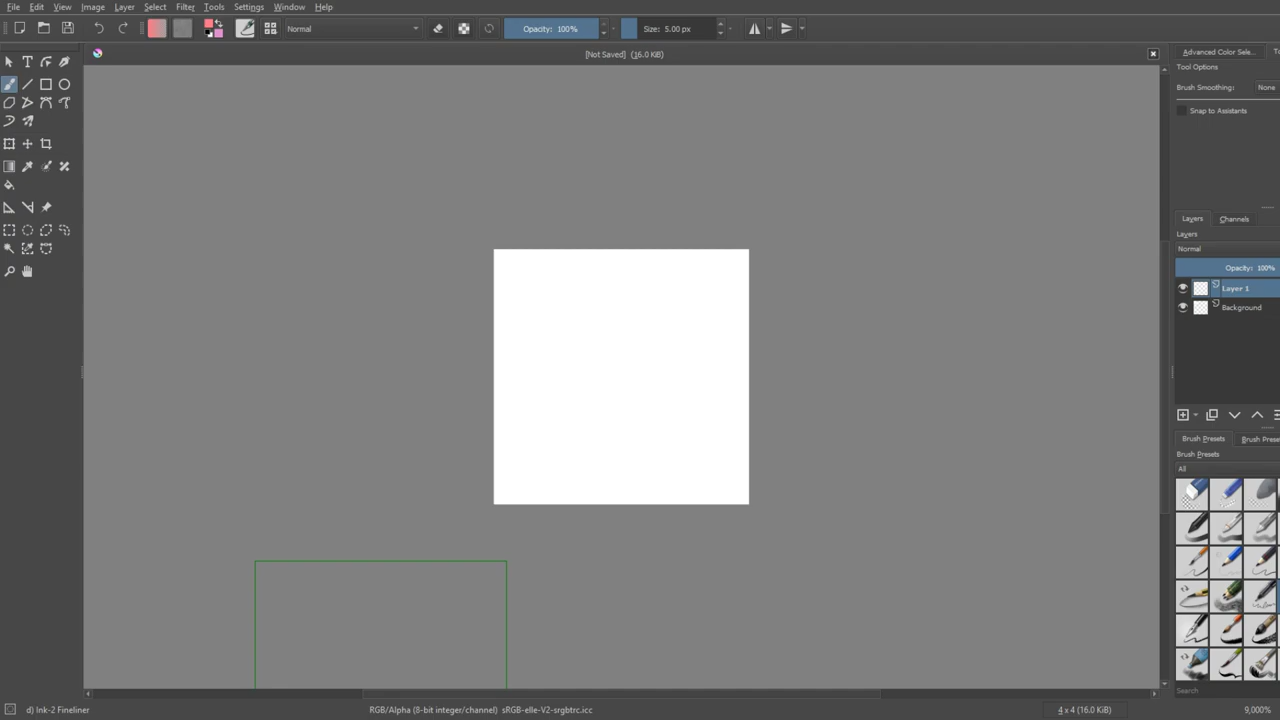 File Edit View Image Layer Select Filter Tools Settings Window Help
Normal Opacity: 100% Size: 5.00 px
[Not Saved] (16.0 KiB)
Advanced Color Sele...
Tool Options
Brush Smoothing: None
Snap to Assistants
Layers Channels
Layers
Normal
Opacity: 100%
Layer 1
Background
Brush Presets Brush Prese
Brush Presets
All
Search
d) Ink-2 Fineliner RGB/Alpha (8-bit integer/channel) sRGB-elle-V2-srgbtrc.icc 4 x 4 (16.0 KiB) 9,000%